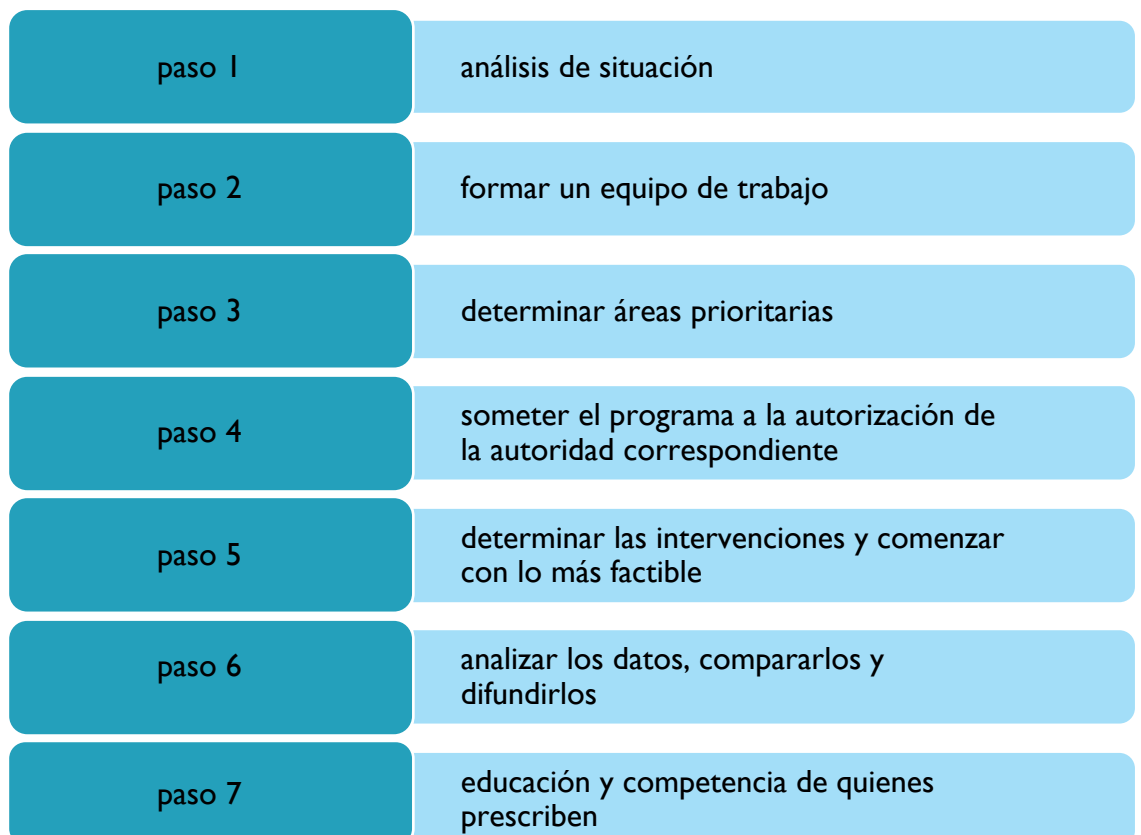 paso 1
análisis de situación
paso 2
formar un equipo de trabajo
paso 3
determinar áreas prioritarias
paso 4
someter el programa a la autorización de
la autoridad correspondiente
paso 5
determinar las intervenciones y comenzar
con lo más factible
paso 6
analizar los datos, compararlos y
difundirlos
paso 7
educación y competencia de quienes
prescriben